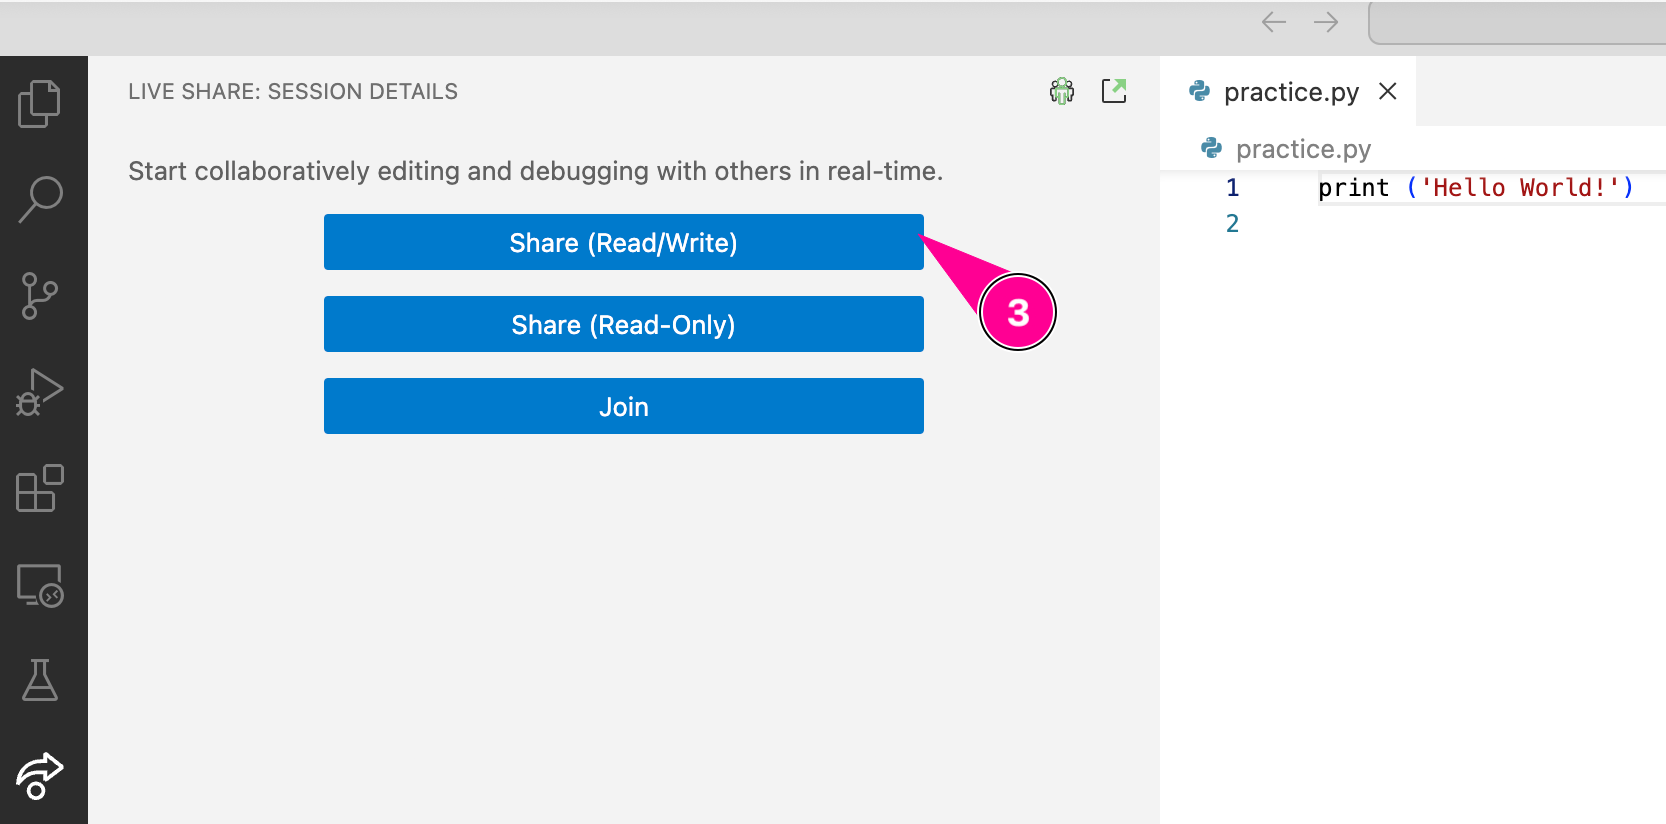 LIVE SHARE: SESSION DETAILS
Start collaboratively editing and debugging with others in real-time.
Share (Read/Write)
3
Share (Read-Only)
Join
practice.py
practice.py
1 print ('Hello World!')
2